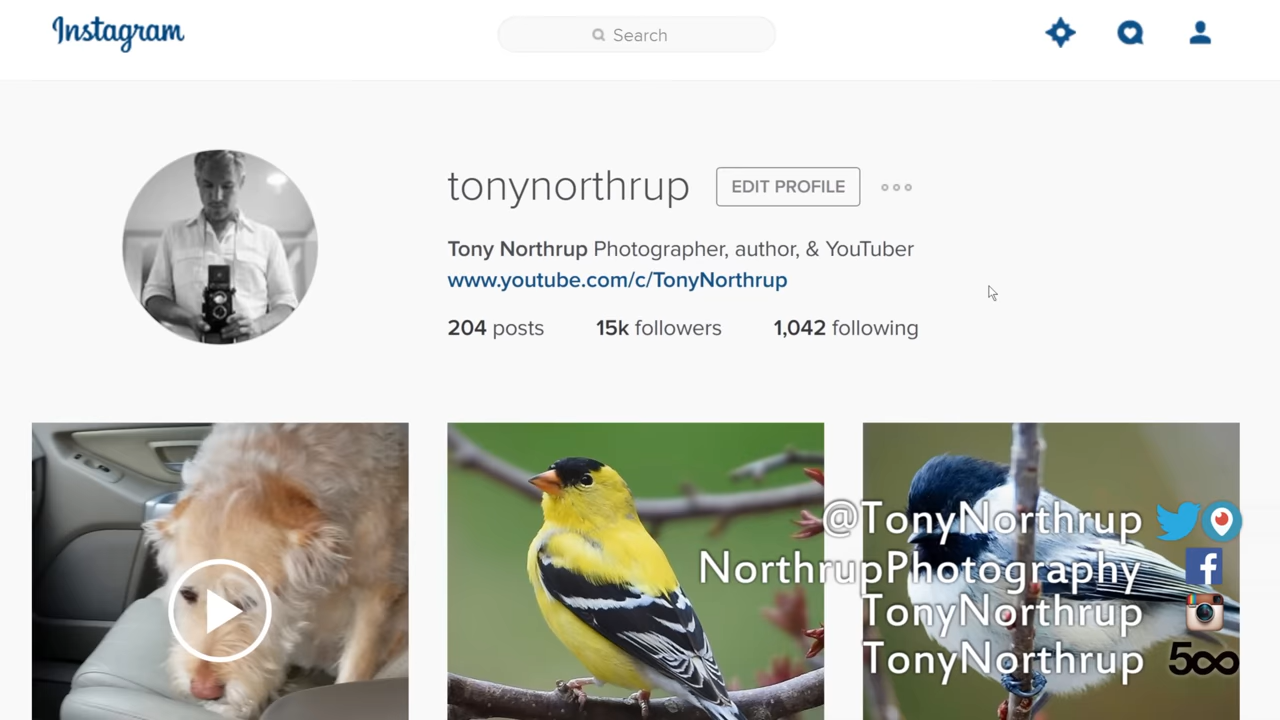 Instagram
Search
tonynorthrup EDIT PROFILE
Tony Northrup Photographer, author, & YouTuber
www.youtube.com/c/TonyNorthrup
204 posts 15k followers 1,042 following
@TonyNorthrup
NorthrupPhotography f
TonyNorthrup
TonyNorthrup 500